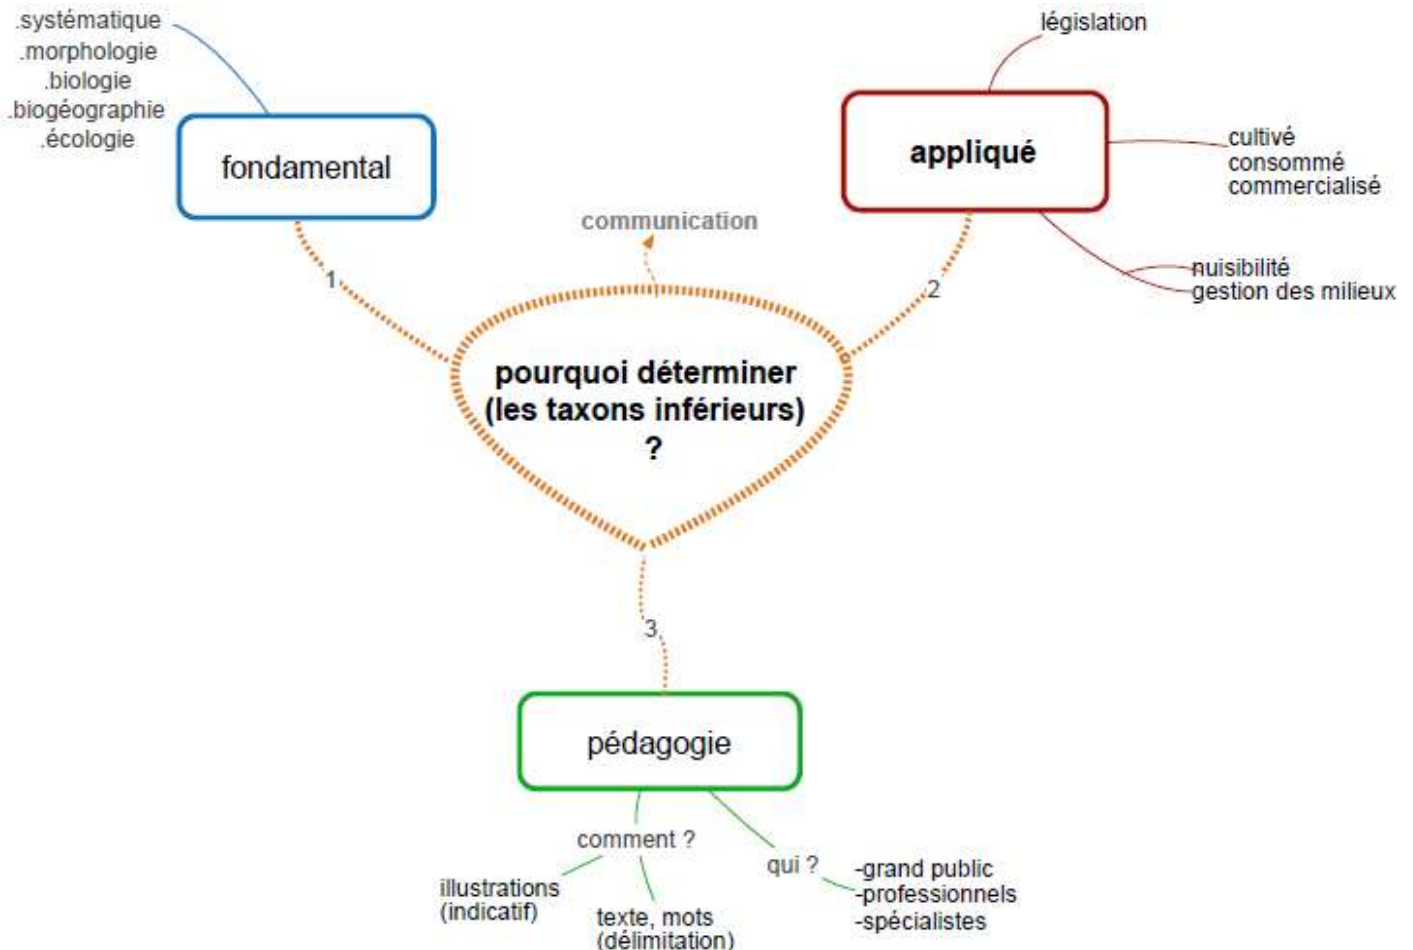 .systématique
.morphologie
.biologie
.biogéographie
.écologie
fondamental
législation
appliqué
cultivé
consommé
commercialisé
nuisibilité
gestion des milieux
communication
1
2
pourquoi déterminer
(les taxons inférieurs)
?
3
pédagogie
comment ?
illustrations
(indicatif)
texte, mots
(délimitation)
qui ?
-grand public
-professionnels
-spécialistes